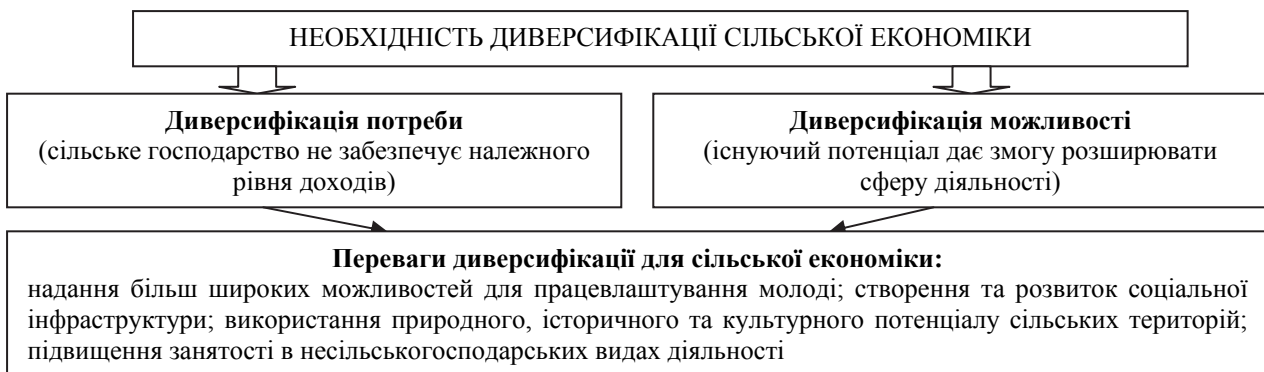 НЕОБХІДНІСТЬ ДИВЕРСИФІКАЦІЇ СІЛЬСЬКОЇ ЕКОНОМІКИ
Диверсифікація потреби
(сільське господарство не забезпечує належного
рівня доходів)
Диверсифікація можливості
(існуючий потенціал дає змогу розширювати
сферу діяльності)
Переваги диверсифікації для сільської економіки:
надання більш широких можливостей для працевлаштування молоді; створення та розвиток соціальної
інфраструктури; використання природного, історичного та культурного потенціалу сільських територій;
підвищення занятості в несільськогосподарських видах діяльності